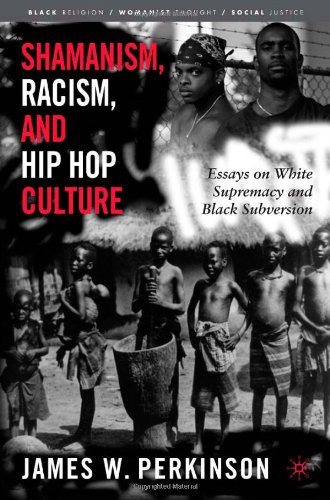 BLACK RELIGION / WOMANIST THOUGHT / SOCIAL JUSTICE
SHAMANISM,
RACISM,
AND
HIP HOP
CULTURE
Essays on White
Supremacy and
Black Subversion
JAMES W. PERKINSON